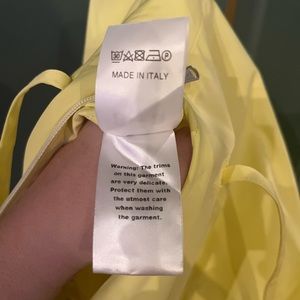 MADE IN ITALY
Warning: The trims
on this garment
are very delicate.
Protect them with
the utmost care
when washing
the garment.